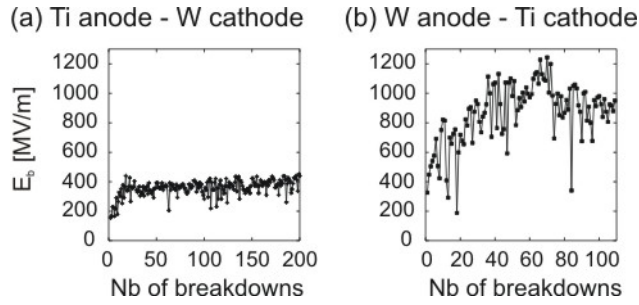 (a) Ti anode - W cathode
(b) W anode - Ti cathode
E_b [MV/m]
1200
1000
800
600
400
200
0
0 50 100 150 200
Nb of breakdowns
1200
1000
800
600
400
200
0
0 20 40 60 80 100
Nb of breakdowns